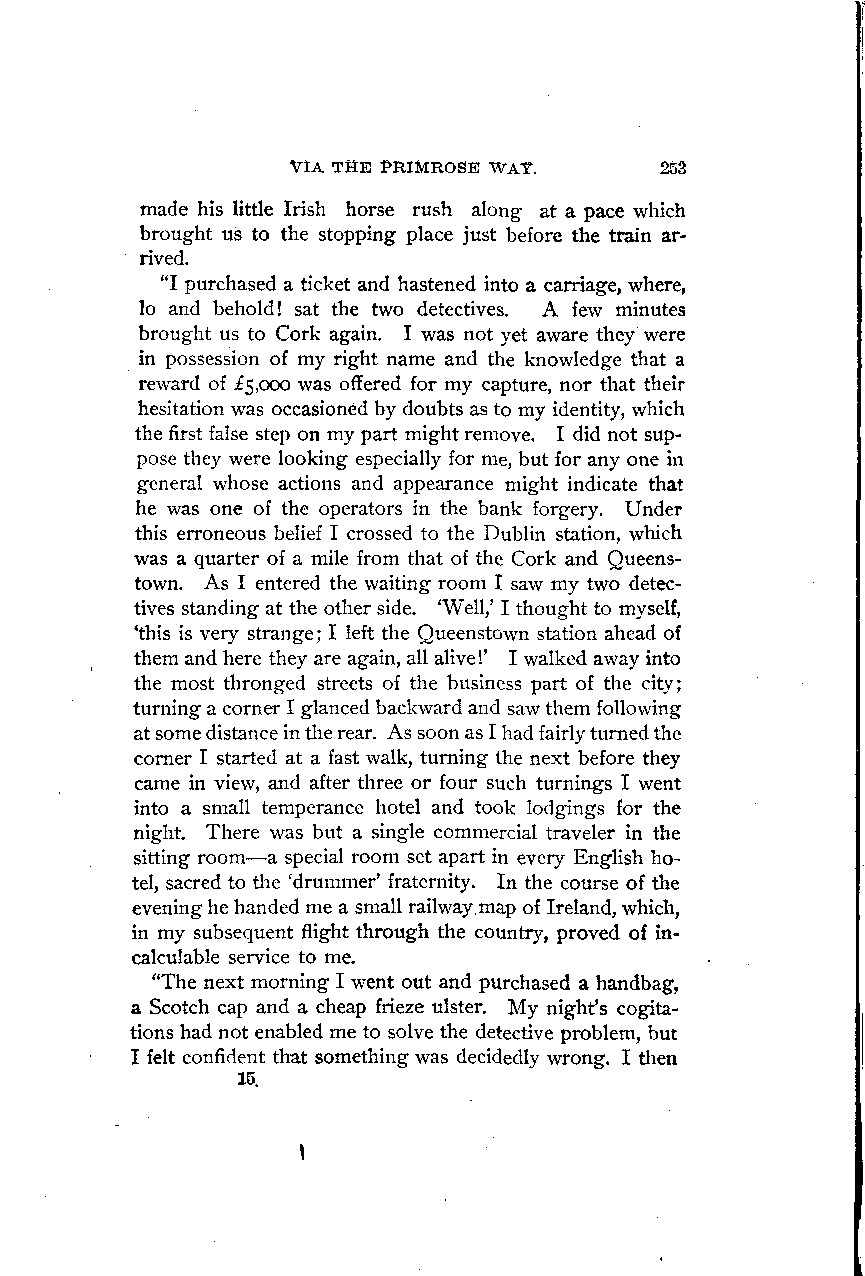 VIA THE PRIMROSE WAY. 253
made his little Irish horse rush along at a pace which
brought us to the stopping place just before the train ar-
rived.
"I purchased a ticket and hastened into a carriage, where,
lo and behold! sat the two detectives. A few minutes
brought us to Cork again. I was not yet aware they were
in possession of my right name and the knowledge that a
reward of £5,000 was offered for my capture, nor that their
hesitation was occasioned by doubts as to my identity, which
the first false step on my part might remove. I did not sup-
pose they were looking especially for me, but for any one in
general whose actions and appearance might indicate that
he was one of the operators in the bank forgery. Under
this erroneous belief I crossed to the Dublin station, which
was a quarter of a mile from that of the Cork and Queens-
town. As I entered the waiting room I saw my two detec-
tives standing at the other side. 'Well,' I thought to myself,
'this is very strange; I left the Queenstown station ahead of
them and here they are again, all alive!' I walked away into
the most thronged streets of the business part of the city;
turning a corner I glanced backward and saw them following
at some distance in the rear. As soon as I had fairly turned the
corner I started at a fast walk, turning the next before they
came in view, and after three or four such turnings I went
into a small temperance hotel and took lodgings for the
night. There was but a single commercial traveler in the
sitting room—a special room set apart in every English ho-
tel, sacred to the 'drummer' fraternity. In the course of the
evening he handed me a small railway map of Ireland, which,
in my subsequent flight through the country, proved of in-
calculable service to me.
"The next morning I went out and purchased a handbag,
a Scotch cap and a cheap frieze ulster. My night's cogita-
tions had not enabled me to solve the detective problem, but
I felt confident that something was decidedly wrong. I then
15.